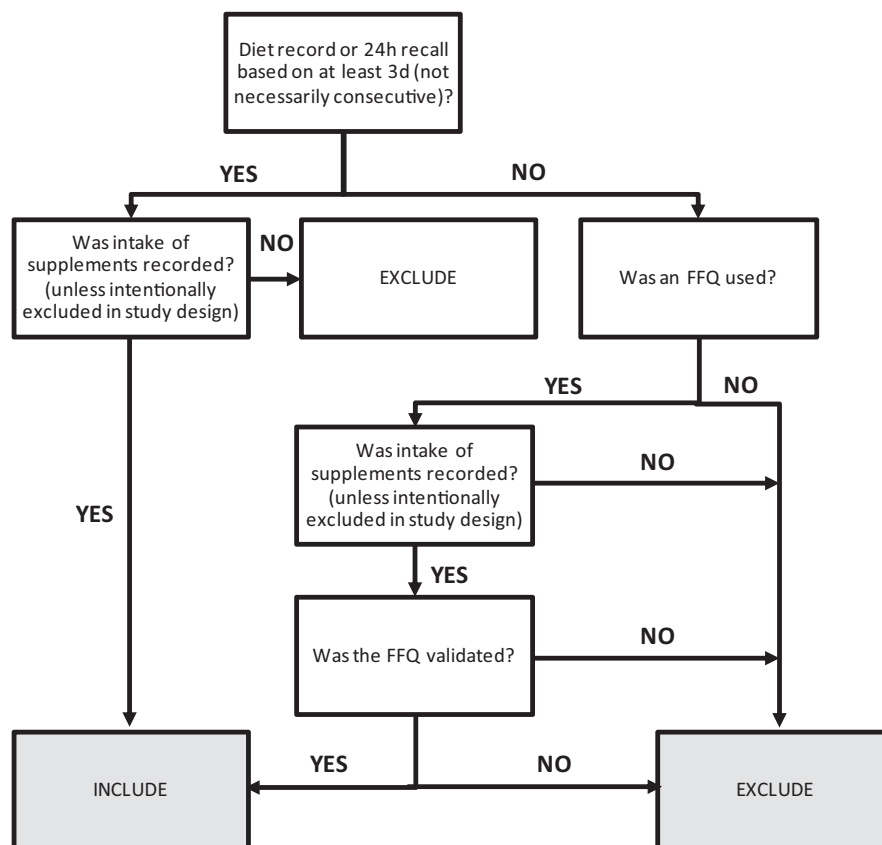 Diet record or 24h recall
based on at least 3d (not
necessarily consecutive)?
YES
NO
Was intake of
supplements recorded?
(unless intentionally
excluded in study design)
NO
EXCLUDE
Was an FFQ used?
YES
NO
Was intake of
supplements recorded?
(unless intentionally
excluded in study design)
NO
YES
YES
Was the FFQ validated?
NO
YES
NO
INCLUDE
EXCLUDE